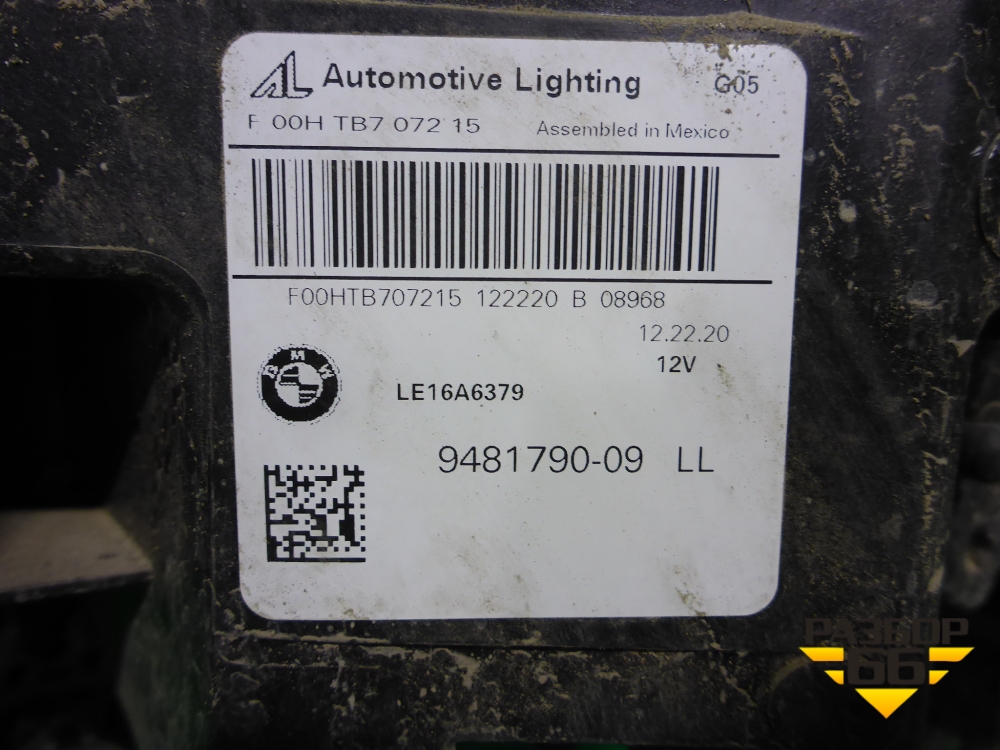 AL Automotive Lighting G05
F 00H TB7 072 15 Assembled in Mexico
F00HTB707215 122220 B 08968
12.22.20
12V
BMW
LE16A6379
9481790-09 LL
РАЗБОР
66